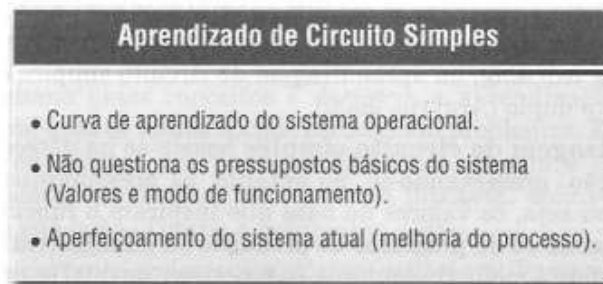 Aprendizado de Circuito Simples
• Curva de aprendizado do sistema operacional.
• Não questiona os pressupostos básicos do sistema
(Valores e modo de funcionamento).
• Aperfeiçoamento do sistema atual (melhoria do processo).